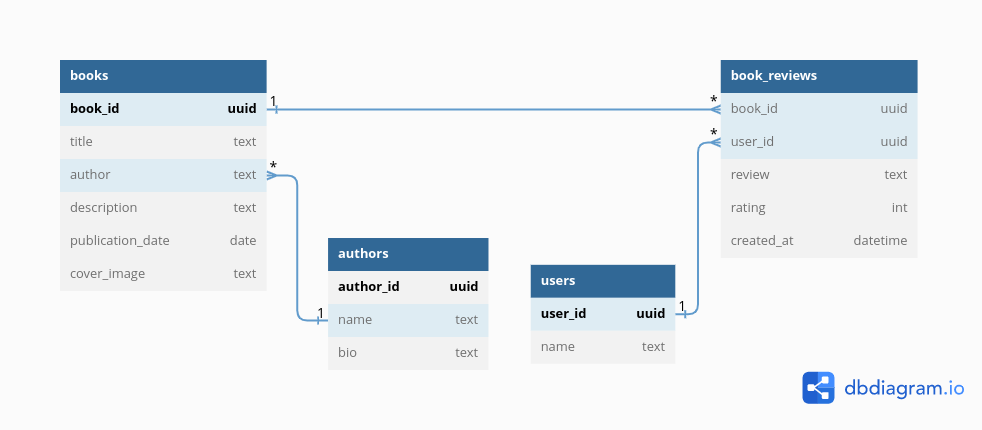 books
book_id uuid
title text
author text
description text
publication_date date
cover_image text
1
*
authors
author_id uuid
name text
bio text
1
users
user_id uuid
name text
1
book_reviews
book_id uuid
user_id uuid
review text
rating int
created_at datetime
*
*
dbdiagram.io